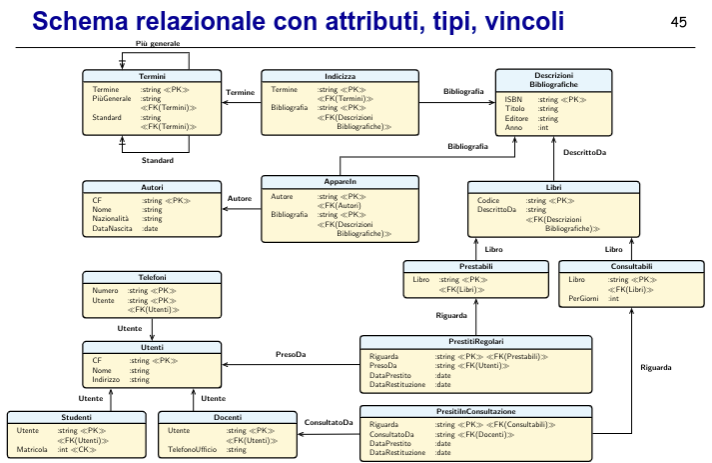 Schema relazionale con attributi, tipi, vincoli
45
Più generale
Termini
Termine :string ≪PK≫
PiùGenerale :string
≪FK(Termini)≫
Standard :string
≪FK(Termini)≫
Standard
Termine
Indicizza
Termine :string ≪PK≫
≪FK(Termini)≫
Bibliografia :string ≪PK≫
≪FK(Descrizioni
Bibliografiche)≫
Bibliografia
Descrizioni
Bibliografiche
ISBN :string ≪PK≫
Titolo :string
Editore :string
Anno :int
Bibliografia
DescrittoDa
Autori
CF :string ≪PK≫
Nome :string
Nazionalità :string
DataNascita :date
Autore
AppareIn
Autore :string ≪PK≫
≪FK(Autori)
Bibliografia :string ≪PK≫
≪FK(Descrizioni
Bibliografiche)≫
Libri
Codice :string ≪PK≫
DescrittoDa :string
≪FK(Descrizioni
Bibliografiche)≫
Libro
Libro
Telefoni
Numero :string ≪PK≫
Utente :string ≪PK≫
≪FK(Utenti)≫
Utente
Prestabili
Libro :string ≪PK≫
≪FK(Libri)≫
Consultabili
Libro :string ≪PK≫
≪FK(Libri)≫
PerGiorni :int
Riguarda
Utenti
CF :string ≪PK≫
Nome :string
Indirizzo :string
PresoDa
PrestitiRegolari
Riguarda :string ≪PK≫ ≪FK(Prestabili)≫
PresoDa :string ≪FK(Utenti)≫
DataPrestito :date
DataRestituzione :date
Riguarda
Utente
Utente
Studenti
Utente :string ≪PK≫
≪FK(Utenti)≫
Matricola :int ≪CK≫
Docenti
Utente :string ≪PK≫
≪FK(Utenti)≫
TelefonoUfficio :string
ConsultatoDa
PresitiInConsultazione
Riguarda :string ≪PK≫ ≪FK(Consultabili)≫
ConsultatoDa :string ≪FK(Docenti)≫
DataPrestito :date
DataRestituzione :date